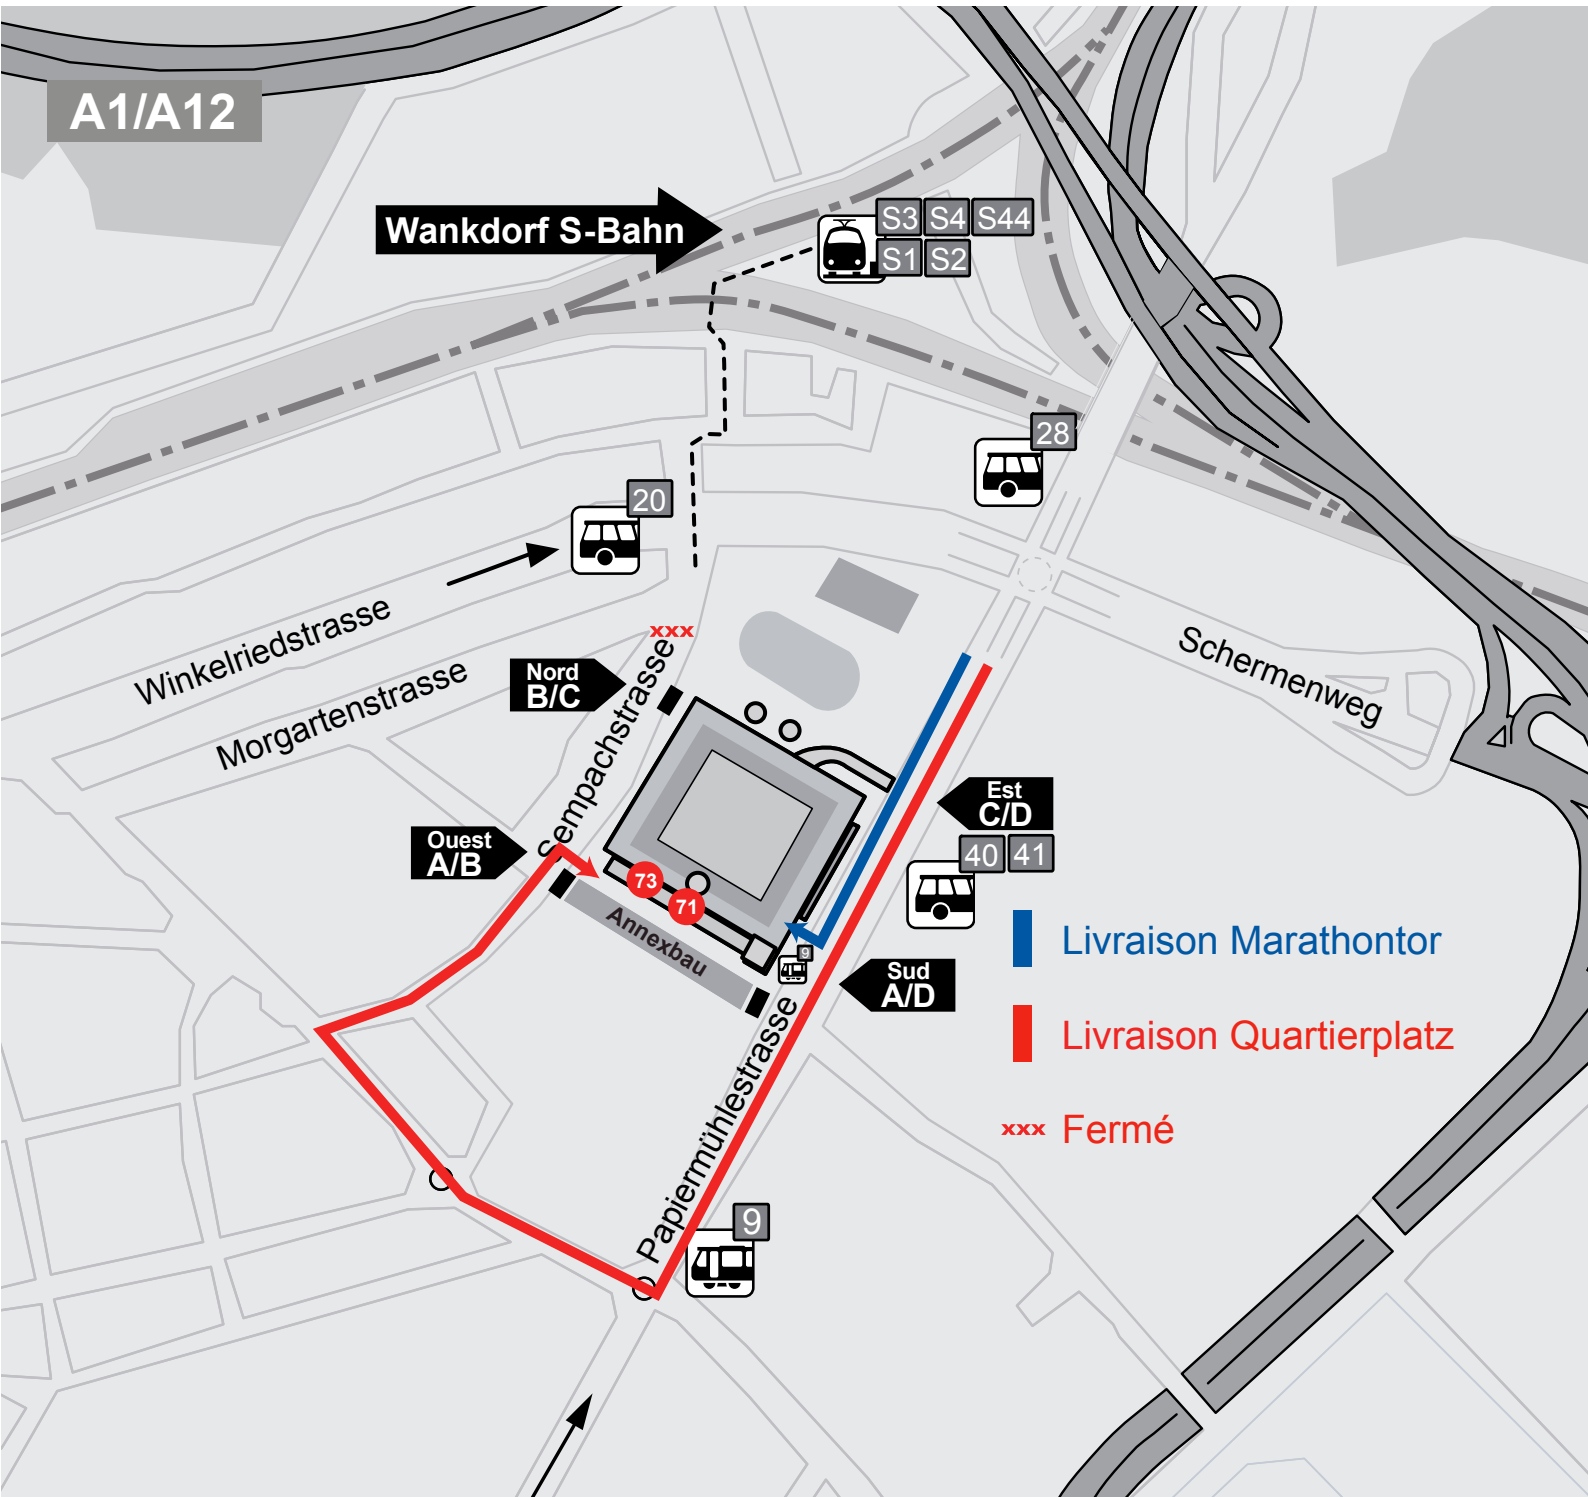 A1/A12
Wankdorf S-Bahn
S3 S4 S44
S1 S2
28
20
Winkelriedstrasse
Morgartenstrasse
xxx
Sempachstrasse
Nord
B/C
Schermenweg
Est
C/D
40 41
Ouest
A/B
73
71
Annexbau
9
Sud
A/D
Papiermühlestrasse
9
Livraison Marathontor
Livraison Quartierplatz
xxx Fermé